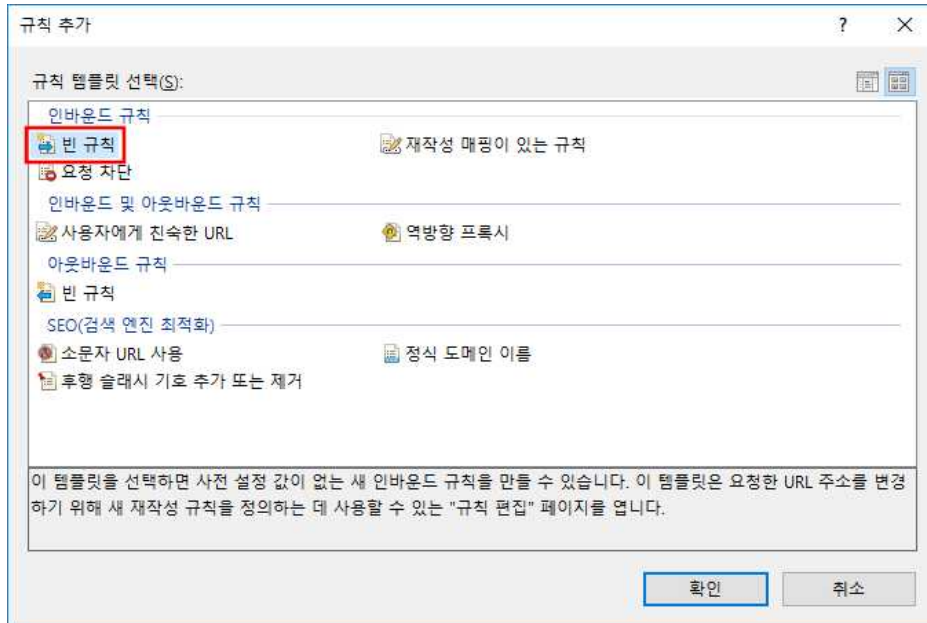 규칙 추가
규칙 템플릿 선택(S):
인바운드 규칙
빈 규칙
재작성 매핑이 있는 규칙
요청 차단
인바운드 및 아웃바운드 규칙
사용자에게 친숙한 URL
역방향 프록시
아웃바운드 규칙
빈 규칙
SEO(검색 엔진 최적화)
소문자 URL 사용
정식 도메인 이름
후행 슬래시 기호 추가 또는 제거
이 템플릿을 선택하면 사전 설정 값이 없는 새 인바운드 규칙을 만들 수 있습니다. 이 템플릿은 요청한 URL 주소를 변경
하기 위해 새 재작성 규칙을 정의하는 데 사용할 수 있는 "규칙 편집" 페이지를 엽니다.
확인
취소